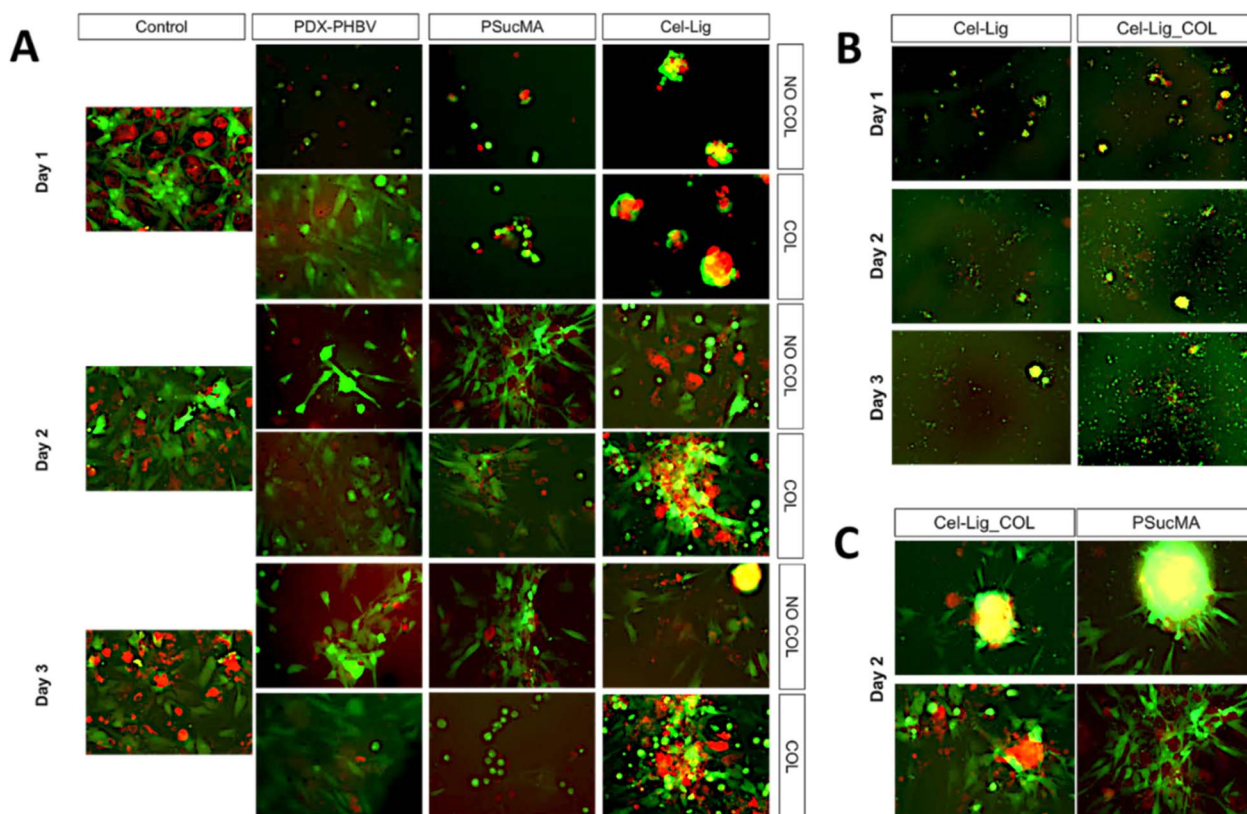 A
Control
PDX-PHBV
PSucMA
Cel-Lig
Day 1
NO COL
COL
Day 2
NO COL
COL
Day 3
NO COL
COL
B
Cel-Lig
Cel-Lig_COL
Day 1
Day 2
Day 3
C
Cel-Lig_COL
PSucMA
Day 2